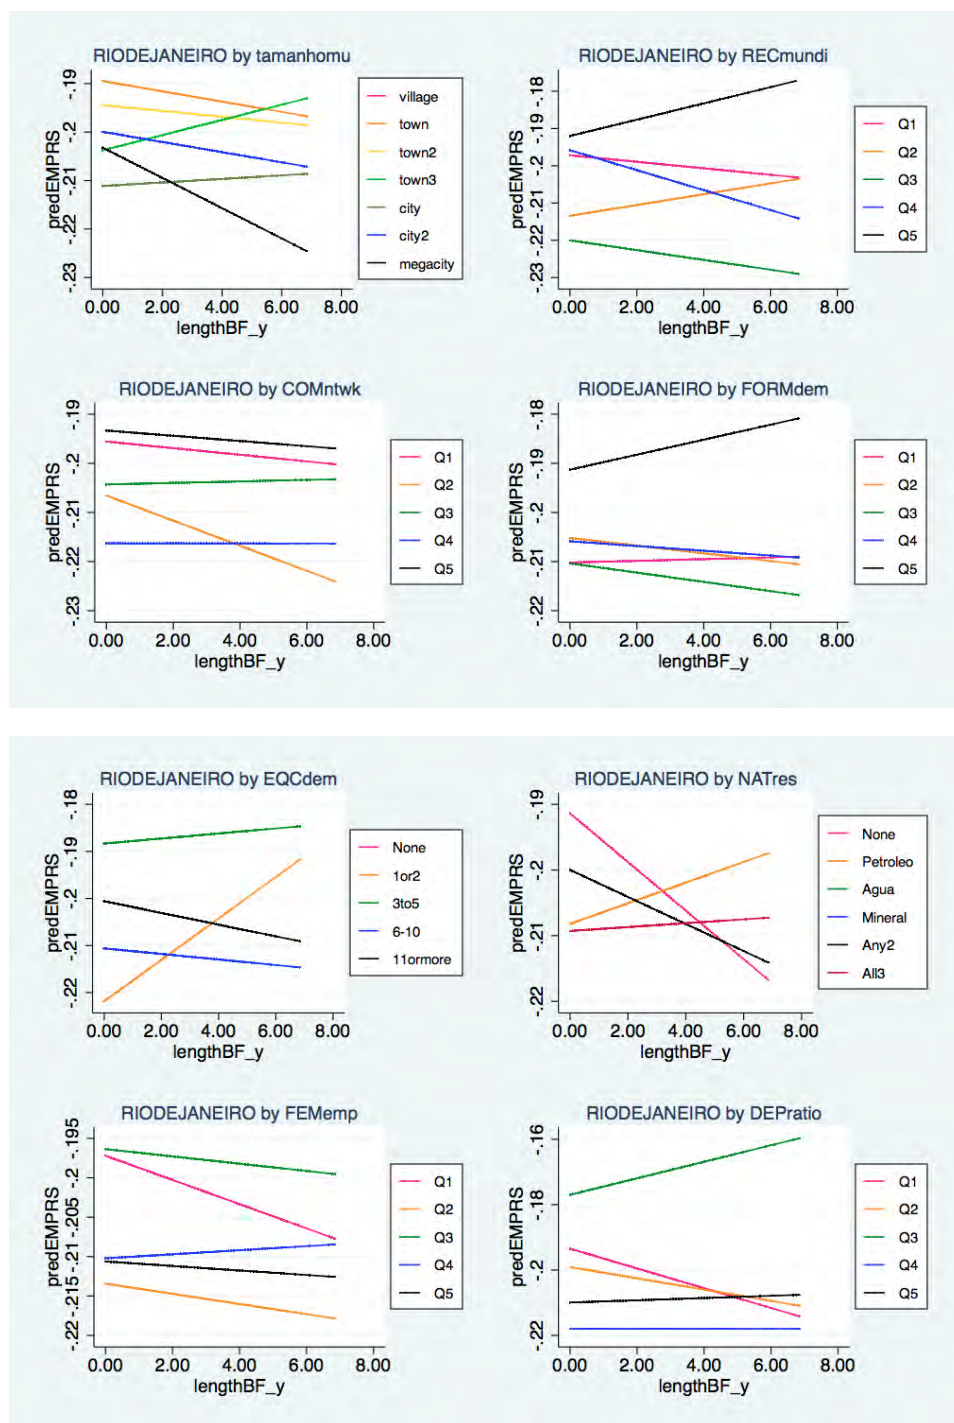 RIODEJANEIRO by tamanhomu
predEMPRS
-.19
-.2
-.21
-.22
-.23
0.00 2.00 4.00 6.00 8.00
lengthBF_y
village
town
town2
town3
city
city2
megacity
RIODEJANEIRO by RECmundi
predEMPRS
-.18
-.19
-.2
-.21
-.22
-.23
0.00 2.00 4.00 6.00 8.00
lengthBF_y
Q1
Q2
Q3
Q4
Q5
RIODEJANEIRO by COMntwk
predEMPRS
-.19
-.2
-.21
-.22
-.23
0.00 2.00 4.00 6.00 8.00
lengthBF_y
Q1
Q2
Q3
Q4
Q5
RIODEJANEIRO by FORMdem
predEMPRS
-.18
-.19
-.2
-.21
-.22
0.00 2.00 4.00 6.00 8.00
lengthBF_y
Q1
Q2
Q3
Q4
Q5
RIODEJANEIRO by EQCdem
predEMPRS
-.18
-.19
-.2
-.21
-.22
0.00 2.00 4.00 6.00 8.00
lengthBF_y
None
1or2
3to5
6-10
11ormore
RIODEJANEIRO by NATres
predEMPRS
-.19
-.2
-.21
-.22
0.00 2.00 4.00 6.00 8.00
lengthBF_y
None
Petroleo
Agua
Mineral
Any2
All3
RIODEJANEIRO by FEMemp
predEMPRS
-.195
-.2
-.205
-.21
-.215
-.22
0.00 2.00 4.00 6.00 8.00
lengthBF_y
Q1
Q2
Q3
Q4
Q5
RIODEJANEIRO by DEPratio
predEMPRS
-.16
-.18
-.2
-.22
0.00 2.00 4.00 6.00 8.00
lengthBF_y
Q1
Q2
Q3
Q4
Q5